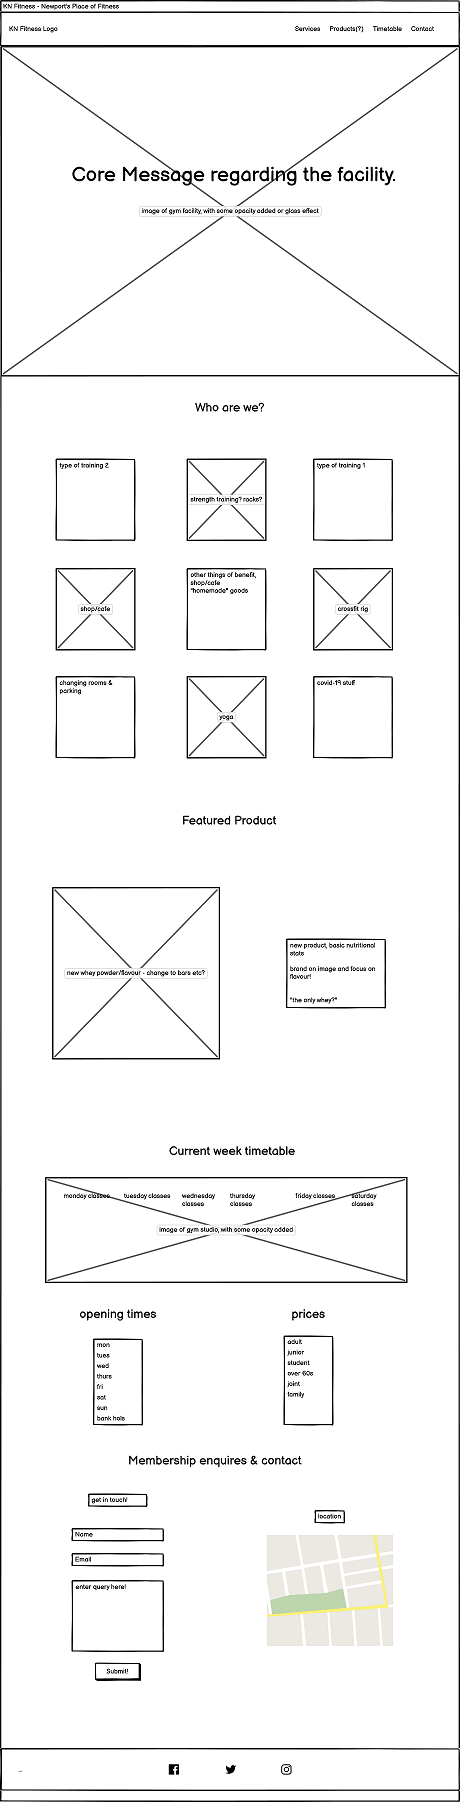 KN Fitness - Newport's Place of Fitness
KN Fitness Logo
Services Products(?) Timetable Contact
Core Message regarding the facility.
image of gym facility, with some opacity added or glass effect
Who are we?
type of training 2
strength training? racks?
type of training 1
shop/cafe
other things of benefit,
shop/cafe
"homemade" goods
crossfit rig
changing rooms &
parking
yoga
covid-19 stuff
Featured Product
new whey powder/flavour - change to bars etc?
new product, basic nutritional
stats
brand on image and focus on
flavour!
"the only whey?"
Current week timetable
monday classes
tuesday classes
wednesday
classes
thursday
classes
friday classes
saturday
classes
image of gym studio, with some opacity added
opening times
mon
tues
wed
thurs
fri
sat
sun
bank hols
prices
adult
junior
student
over 60s
joint
family
Membership enquires & contact
get in touch!
Name
Email
enter query here!
Submit!
location